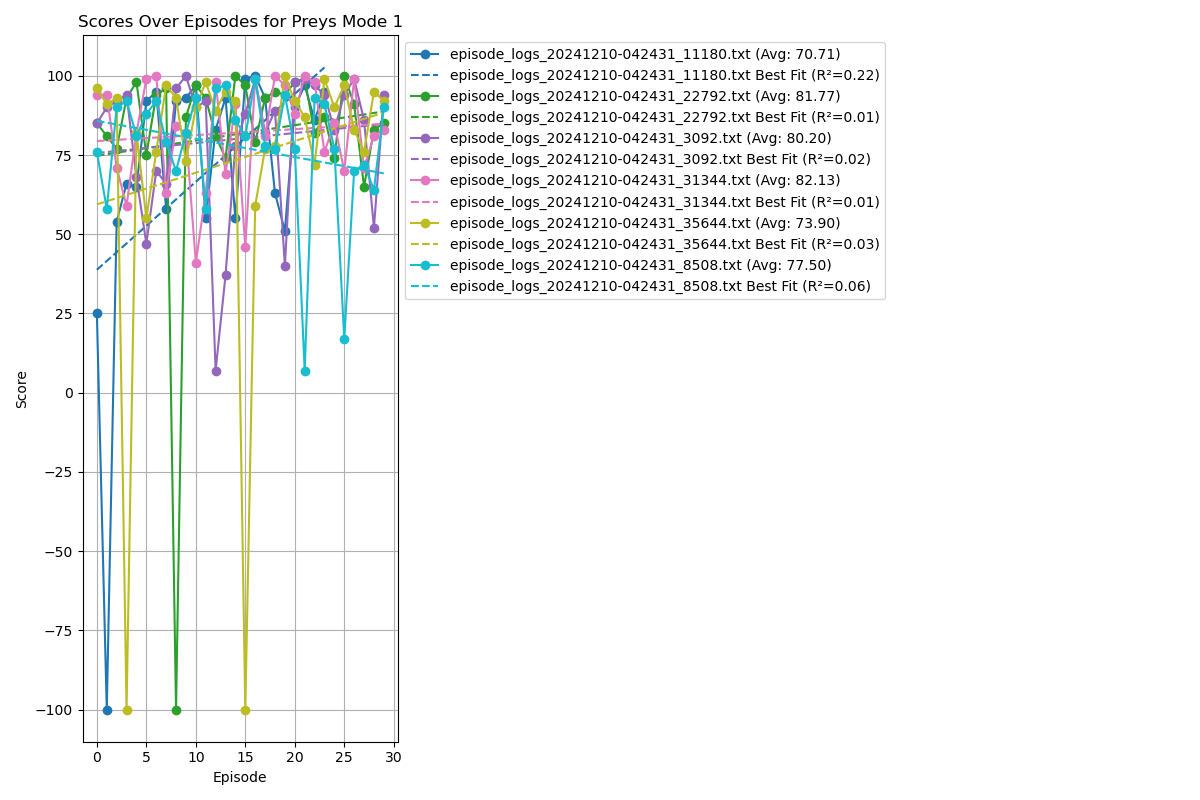 Scores Over Episodes for Preys Mode 1
episode_logs_20241210-042431_11180.txt (Avg: 70.71)
episode_logs_20241210-042431_11180.txt Best Fit (R²=0.22)
episode_logs_20241210-042431_22792.txt (Avg: 81.77)
episode_logs_20241210-042431_22792.txt Best Fit (R²=0.01)
episode_logs_20241210-042431_3092.txt (Avg: 80.20)
episode_logs_20241210-042431_3092.txt Best Fit (R²=0.02)
episode_logs_20241210-042431_31344.txt (Avg: 82.13)
episode_logs_20241210-042431_31344.txt Best Fit (R²=0.01)
episode_logs_20241210-042431_35644.txt (Avg: 73.90)
episode_logs_20241210-042431_35644.txt Best Fit (R²=0.03)
episode_logs_20241210-042431_8508.txt (Avg: 77.50)
episode_logs_20241210-042431_8508.txt Best Fit (R²=0.06)
Score
100
75
50
25
0
−25
−50
−75
−100
0 5 10 15 20 25 30
Episode